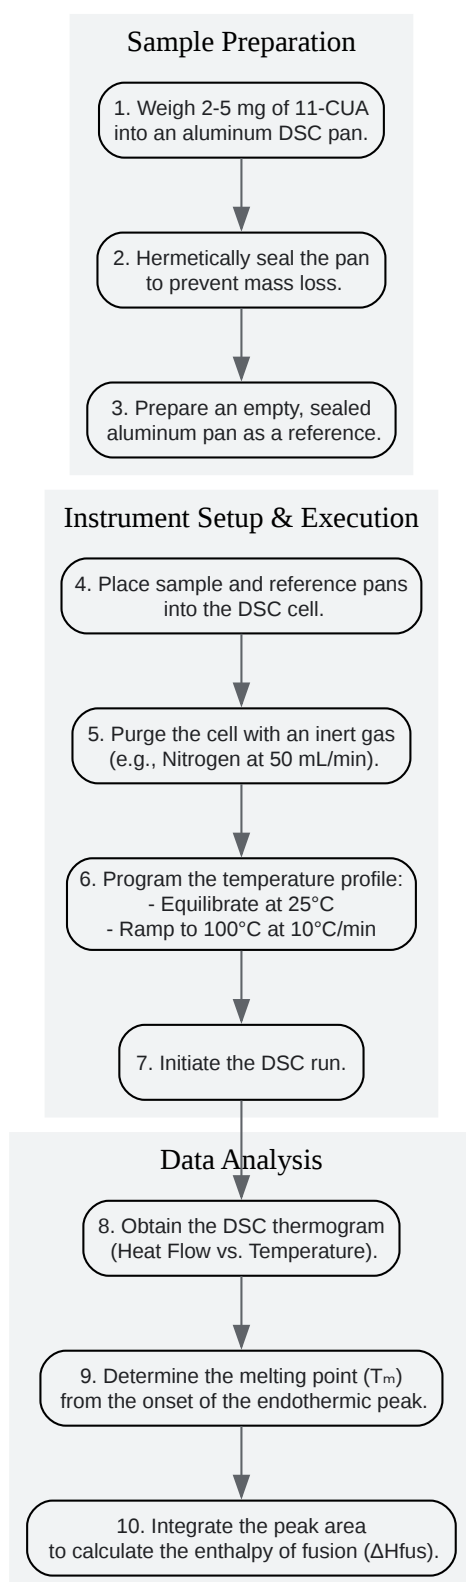 Sample Preparation
1. Weigh 2-5 mg of 11-CUA
into an aluminum DSC pan.
2. Hermetically seal the pan
to prevent mass loss.
3. Prepare an empty, sealed
aluminum pan as a reference.
Instrument Setup & Execution
4. Place sample and reference pans
into the DSC cell.
5. Purge the cell with an inert gas
(e.g., Nitrogen at 50 mL/min).
6. Program the temperature profile:
- Equilibrate at 25°C
- Ramp to 100°C at 10°C/min
7. Initiate the DSC run.
Data Analysis
8. Obtain the DSC thermogram
(Heat Flow vs. Temperature).
9. Determine the melting point (Tₘ)
from the onset of the endothermic peak.
10. Integrate the peak area
to calculate the enthalpy of fusion (ΔHfus).